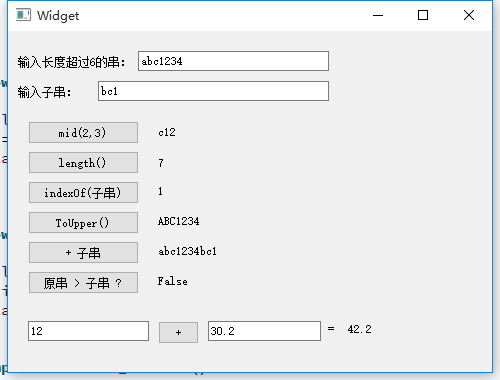 Widget
输入长度超过6的串： abc1234
输入子串： bc1
mid(2,3) c12
length() 7
indexOf(子串) 1
ToUpper() ABC1234
+ 子串 abc1234bc1
原串 > 子串 ? False
12 + 30.2 = 42.2